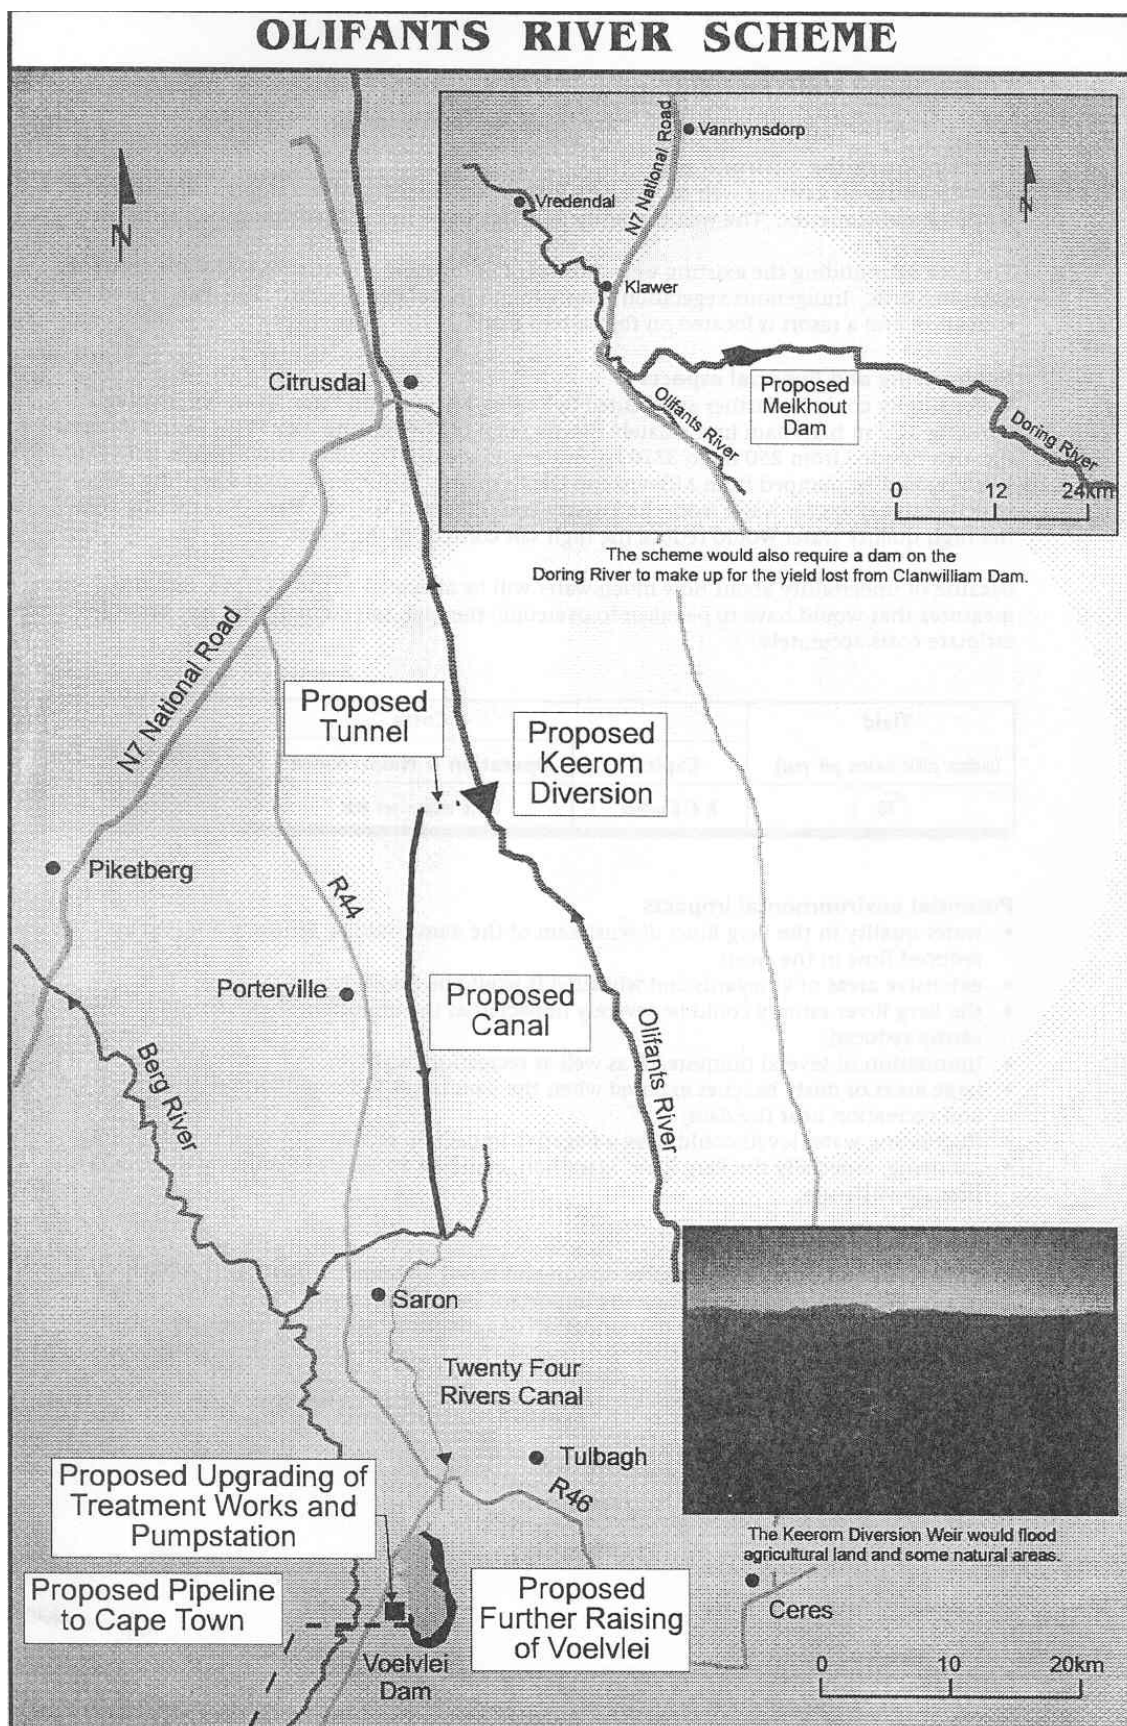 OLIFANTS RIVER SCHEME
N
Vanrhynsdorp
N7 National Road
Vredendal
Klawer
N
Proposed
Melkhout
Dam
Olifants River
Doring River
0 12 24km
Citrusdal
The scheme would also require a dam on the
Doring River to make up for the yield lost from Clanwilliam Dam.
N7 National Road
Proposed
Tunnel
Proposed
Keerom
Diversion
Piketberg
R44
Porterville
Proposed
Canal
Olifants River
Berg River
Saron
Twenty Four
Rivers Canal
Tulbagh
R46
Proposed Upgrading of
Treatment Works and
Pumpstation
The Keerom Diversion Weir would flood
agricultural land and some natural areas.
Proposed Pipeline
to Cape Town
Proposed
Further Raising
of Voelvlei
Ceres
Voelvlei
Dam
0 10 20km